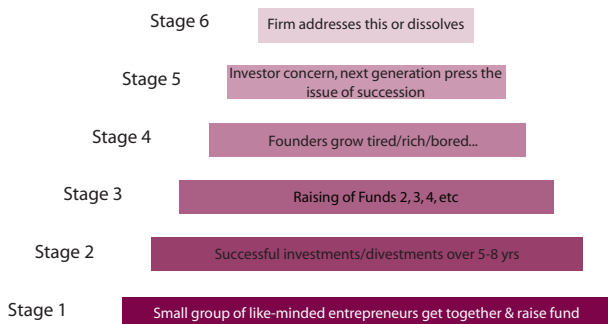 Stage 6
Firm addresses this or dissolves
Stage 5
Investor concern, next generation press the
issue of succession
Stage 4
Founders grow tired/rich/bored...
Stage 3
Raising of Funds 2, 3, 4, etc
Stage 2
Successful investments/divestments over 5-8 yrs
Stage 1
Small group of like-minded entrepreneurs get together & raise fund